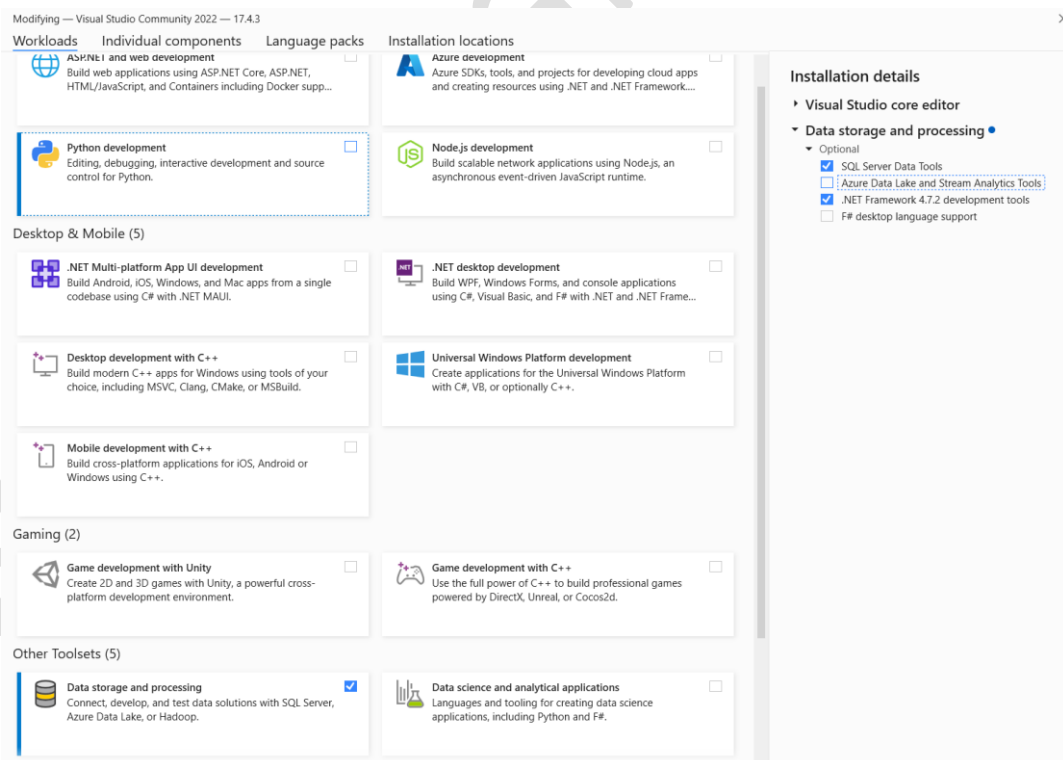 Modifying — Visual Studio Community 2022 — 17.4.3
Workloads Individual components Language packs Installation locations
ASP.NET and web development
Build web applications using ASP.NET Core, ASP.NET,
HTML/JavaScript, and Containers including Docker supp...
Azure development
Azure SDKs, tools, and projects for developing cloud apps
and creating resources using .NET and .NET Framework....
Python development
Editing, debugging, interactive development and source
control for Python.
Node.js development
Build scalable network applications using Node.js, an
asynchronous event-driven JavaScript runtime.
Desktop & Mobile (5)
.NET Multi-platform App UI development
Build Android, iOS, Windows, and Mac apps from a single
codebase using C# with .NET MAUI.
.NET
.NET desktop development
Build WPF, Windows Forms, and console applications
using C#, Visual Basic, and F# with .NET and .NET Frame...
Desktop development with C++
Build modern C++ apps for Windows using tools of your
choice, including MSVC, Clang, CMake, or MSBuild.
Universal Windows Platform development
Create applications for the Universal Windows Platform
with C#, VB, or optionally C++.
Mobile development with C++
Build cross-platform applications for iOS, Android or
Windows using C++.
Gaming (2)
Game development with Unity
Create 2D and 3D games with Unity, a powerful cross-
platform development environment.
Game development with C++
Use the full power of C++ to build professional games
powered by DirectX, Unreal, or Cocos2d.
Other Toolsets (5)
Data storage and processing
Connect, develop, and test data solutions with SQL Server,
Azure Data Lake, or Hadoop.
Data science and analytical applications
Languages and tooling for creating data science
applications, including Python and F#.
Installation details
Visual Studio core editor
Data storage and processing
Optional
SQL Server Data Tools
Azure Data Lake and Stream Analytics Tools
.NET Framework 4.7.2 development tools
F# desktop language support